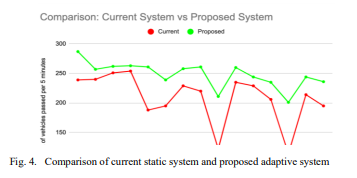 Comparison: Current System vs Proposed System
Current Proposed
300
250
200
150
of vehicles passed per 5 minutes
Fig. 4. Comparison of current static system and proposed adaptive system